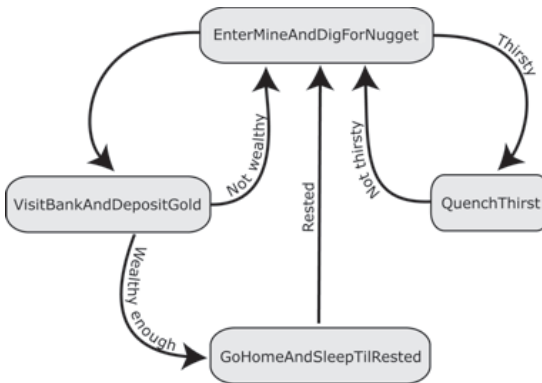 EnterMineAndDigForNugget
Thirsty
Not wealthy
Not thirsty
VisitBankAndDepositGold
QuenchThirst
Rested
Wealthy enough
GoHomeAndSleepTilRested